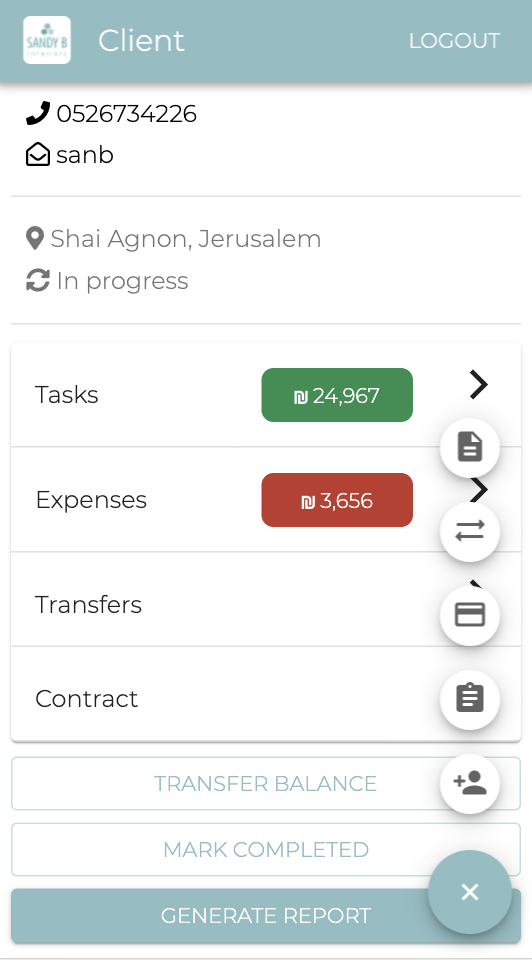 SANDY B
interiors
Client
LOGOUT
0526734226
sanb
Shai Agnon, Jerusalem
In progress
Tasks
₪ 24,967
Expenses
₪ 3,656
Transfers
Contract
TRANSFER BALANCE
MARK COMPLETED
GENERATE REPORT